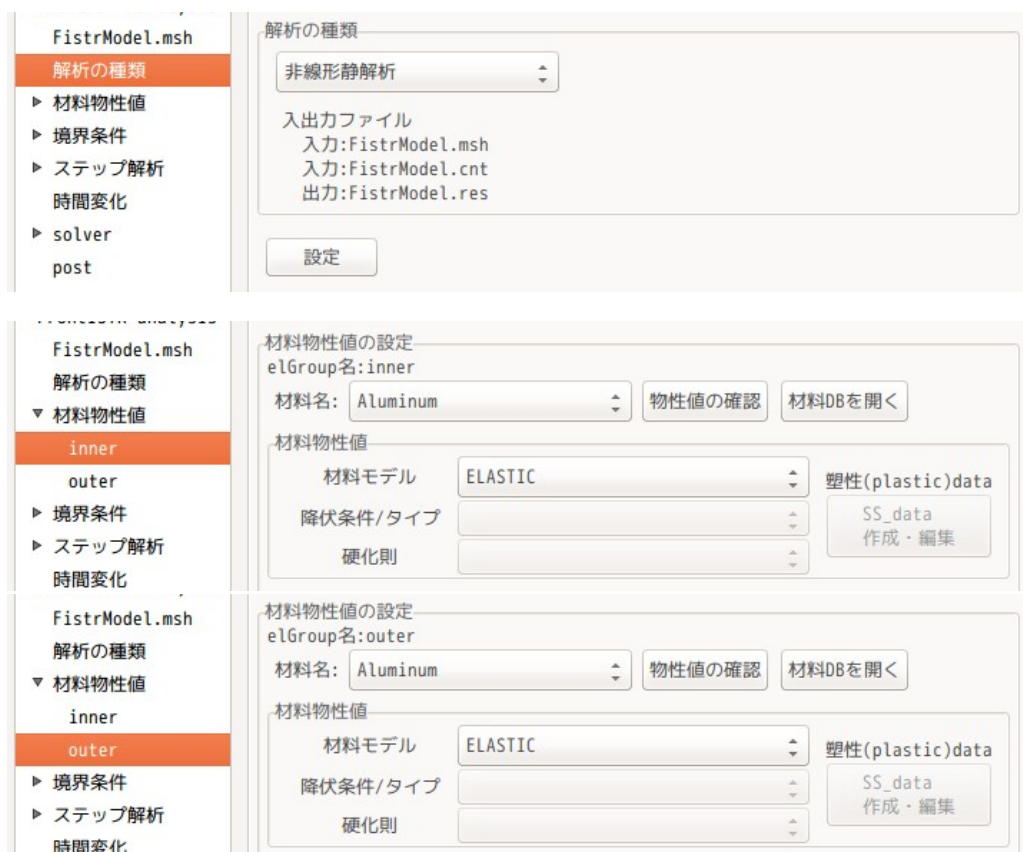 FistrModel.msh
解析の種類
材料物性値
境界条件
ステップ解析
時間変化
solver
post
解析の種類
非線形静解析
入出力ファイル
入力:FistrModel.msh
入力:FistrModel.cnt
出力:FistrModel.res
設定
FistrModel.msh
解析の種類
材料物性値
inner
outer
境界条件
ステップ解析
時間変化
材料物性値の設定
elGroup名:inner
材料名: Aluminum 物性値の確認 材料DBを開く
材料物性値
材料モデル ELASTIC 塑性(plastic)data
降伏条件/タイプ SS_data
作成・編集
硬化則
FistrModel.msh
解析の種類
材料物性値
inner
outer
境界条件
ステップ解析
時間変化
材料物性値の設定
elGroup名:outer
材料名: Aluminum 物性値の確認 材料DBを開く
材料物性値
材料モデル ELASTIC 塑性(plastic)data
降伏条件/タイプ SS_data
作成・編集
硬化則